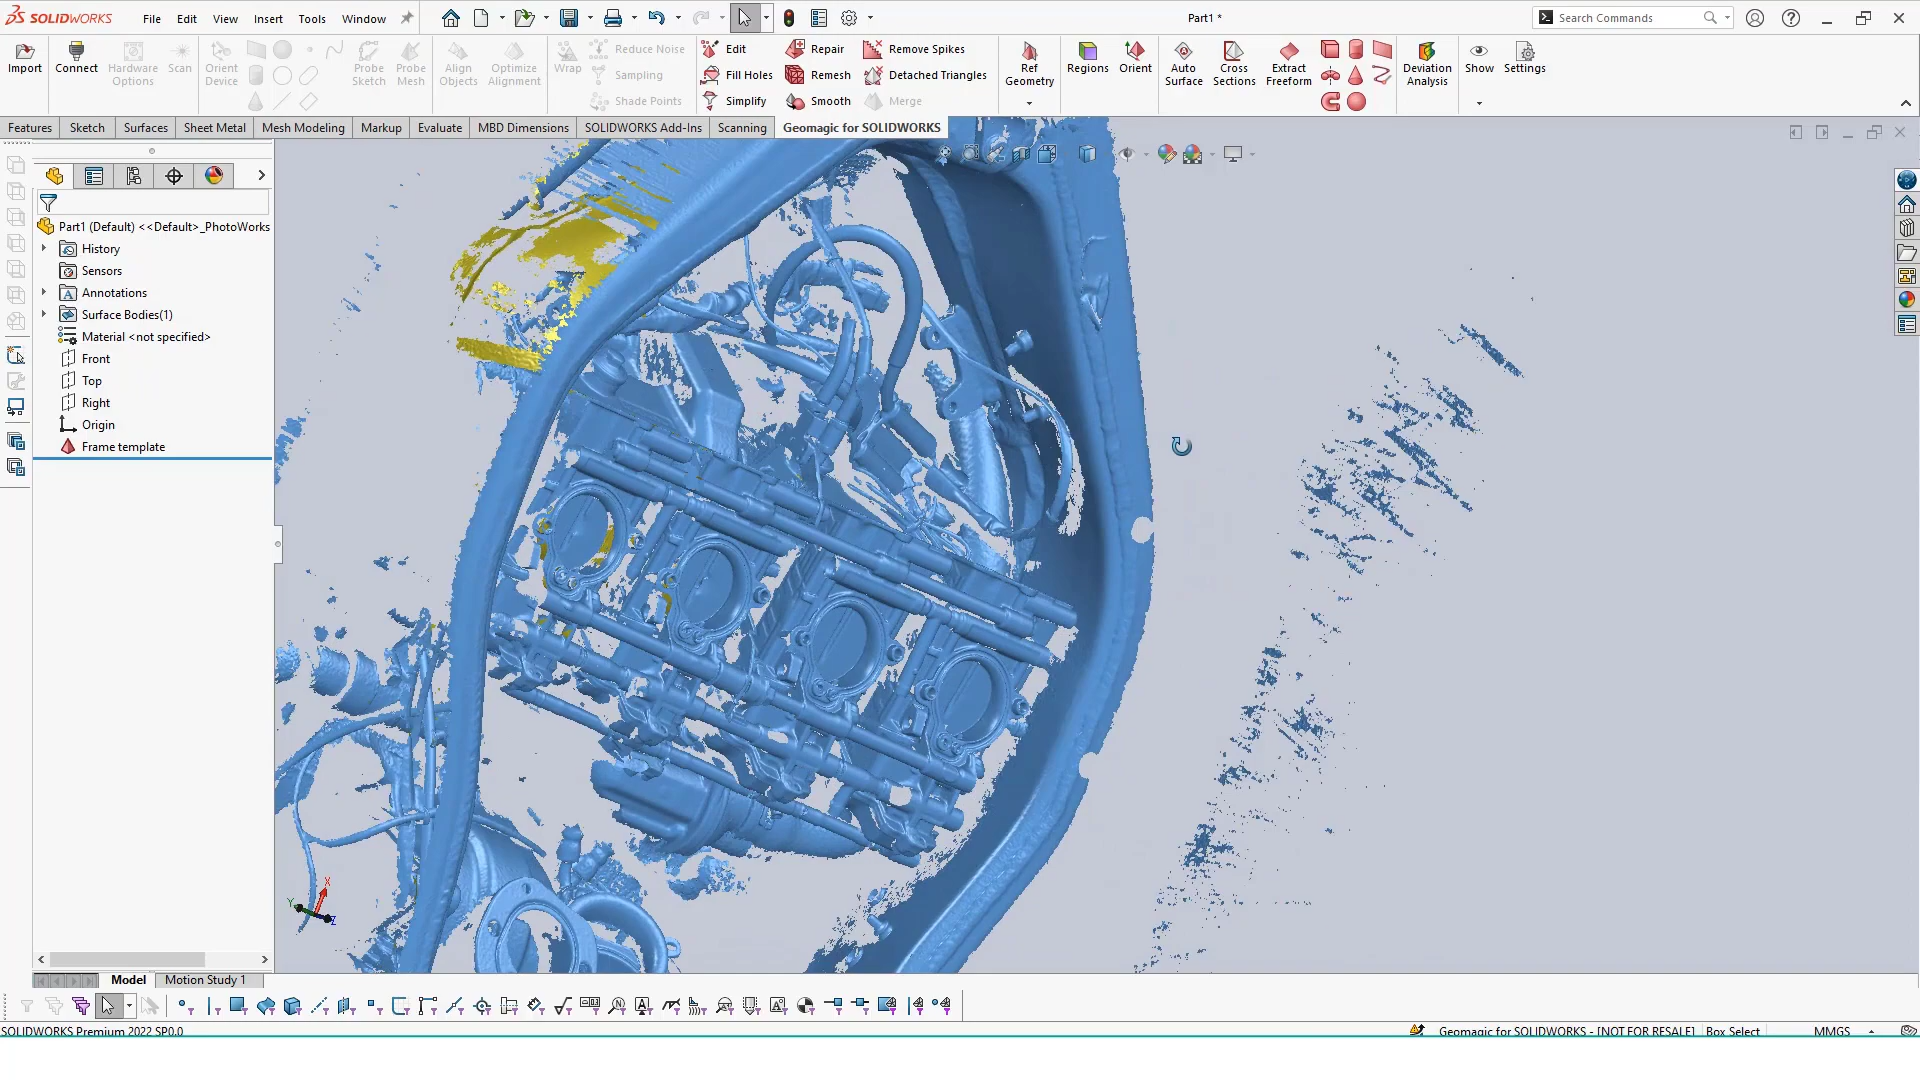 SOLIDWORKS
File
Edit
View
Insert
Tools
Window
Part1 *
Search Commands
Import
Connect
Hardware
Options
Scan
Orient
Device
Probe
Sketch
Probe
Mesh
Align
Objects
Optimize
Alignment
Wrap
Reduce Noise
Sampling
Shade Points
Edit
Fill Holes
Simplify
Repair
Remesh
Smooth
Remove Spikes
Detached Triangles
Merge
Ref
Geometry
Regions
Orient
Auto
Surface
Cross
Sections
Extract
Freeform
Deviation
Analysis
Show
Settings
Features
Sketch
Surfaces
Sheet Metal
Mesh Modeling
Markup
Evaluate
MBD Dimensions
SOLIDWORKS Add-Ins
Scanning
Geomagic for SOLIDWORKS
Part1 (Default) <<Default>_PhotoWorks
History
Sensors
Annotations
Surface Bodies(1)
Material <not specified>
Front
Top
Right
Origin
Frame template
X
Y
Z
Model
Motion Study 1
SOLIDWORKS Premium 2022 SP0.0
Geomagic for SOLIDWORKS - [NOT FOR RESALE]
Box Select
MMGS